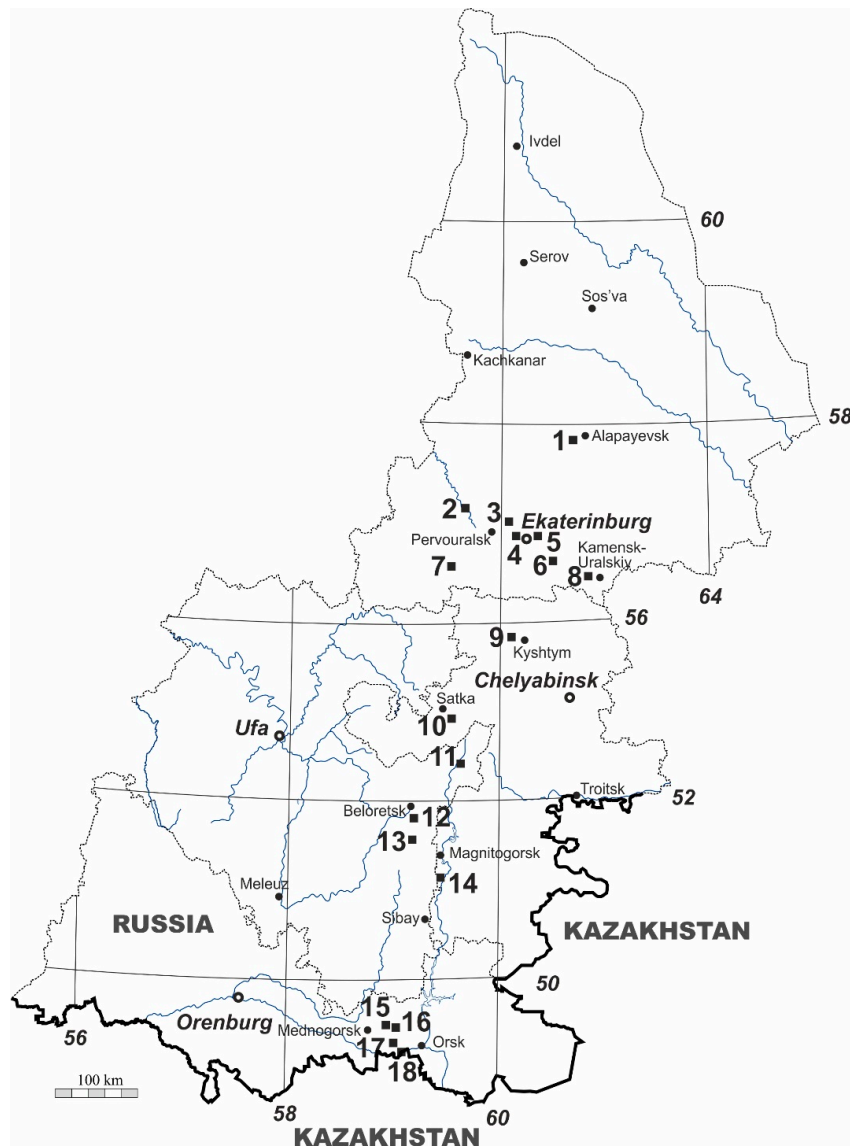 Ivdel
60
Serov
Sos'va
Kachkanar
58
1
Alapayevsk
2
3
Ekaterinburg
Pervouralsk
4
5
Kamensk-
Uralskiy
6
7
8
64
56
9
Kyshtym
Chelyabinsk
Satka
10
Ufa
11
Troitsk
52
Beloretsk
12
13
Magnitogorsk
14
Meleuz
Sibay
RUSSIA
KAZAKHSTAN
50
Orenburg
15
16
Mednogorsk
17
Orsk
56
18
100 km
58
60
KAZAKHSTAN